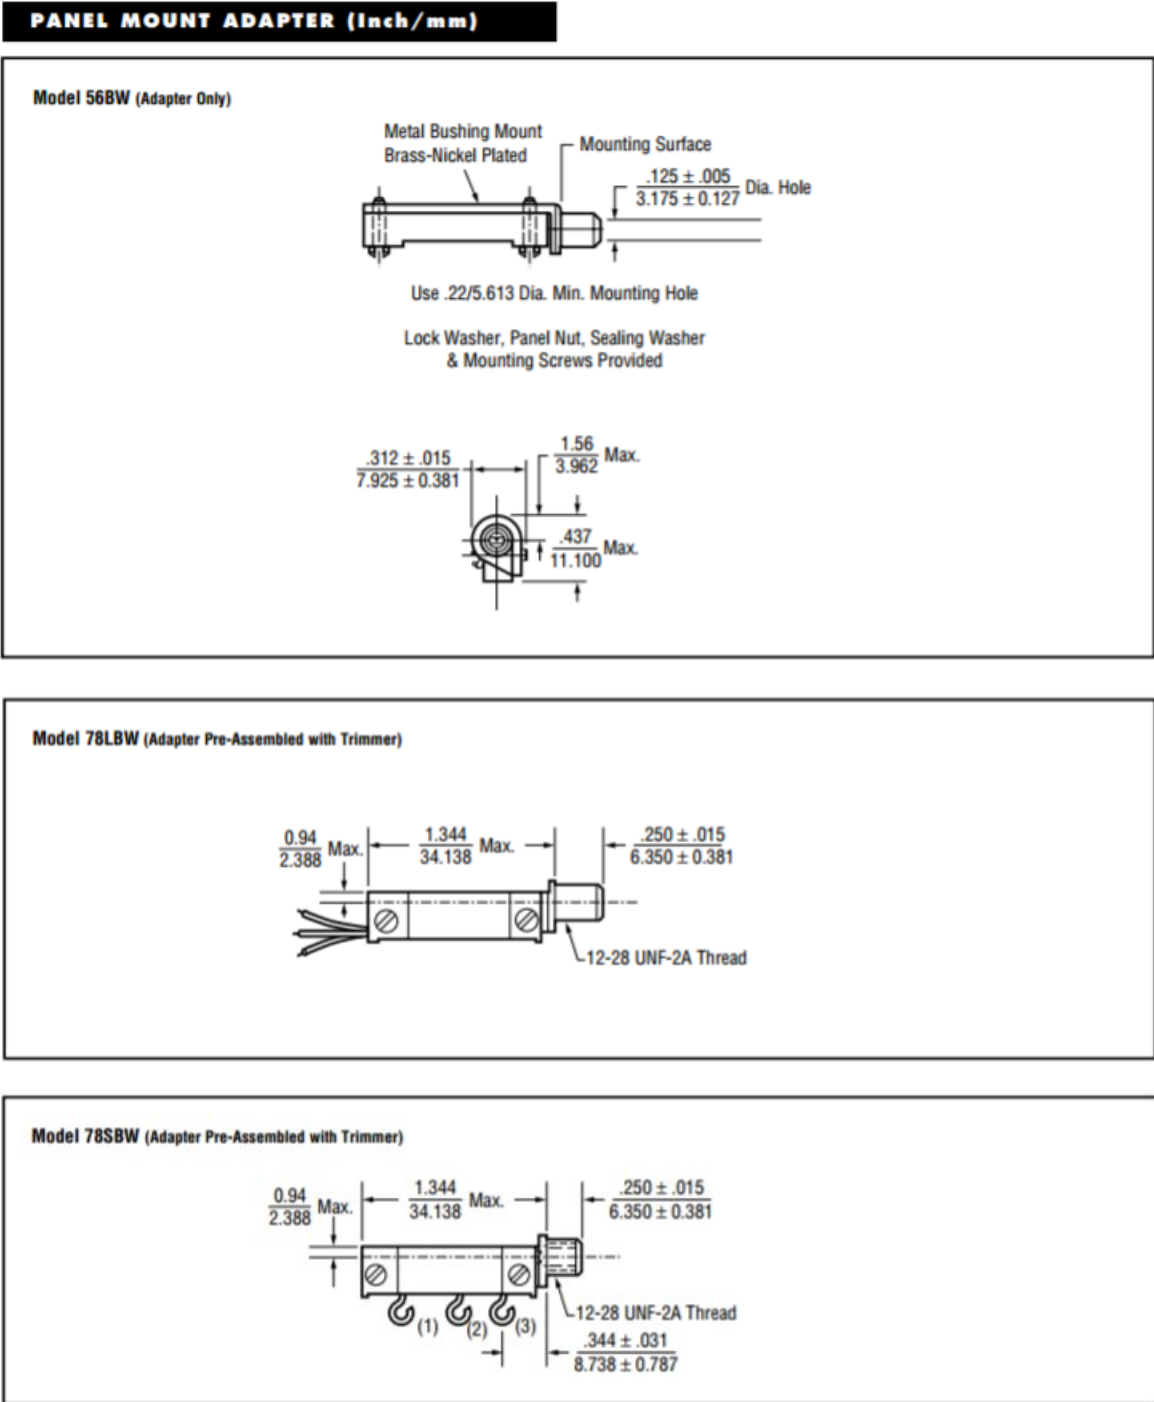 PANEL MOUNT ADAPTER (Inch/mm)
Model 56BW (Adapter Only)
Metal Bushing Mount
Brass-Nickel Plated
Mounting Surface
.125 ± .005
3.175 ± 0.127
Dia. Hole
Use .22/5.613 Dia. Min. Mounting Hole
Lock Washer, Panel Nut, Sealing Washer
& Mounting Screws Provided
.312 ± .015
7.925 ± 0.381
1.56
3.962
Max.
.437
11.100
Max.
Model 78LBW (Adapter Pre-Assembled with Trimmer)
0.94
2.388
Max.
1.344
34.138
Max.
.250 ± .015
6.350 ± 0.381
12-28 UNF-2A Thread
Model 78SBW (Adapter Pre-Assembled with Trimmer)
0.94
2.388
Max.
1.344
34.138
Max.
.250 ± .015
6.350 ± 0.381
(1)
(2)
(3)
12-28 UNF-2A Thread
.344 ± .031
8.738 ± 0.787